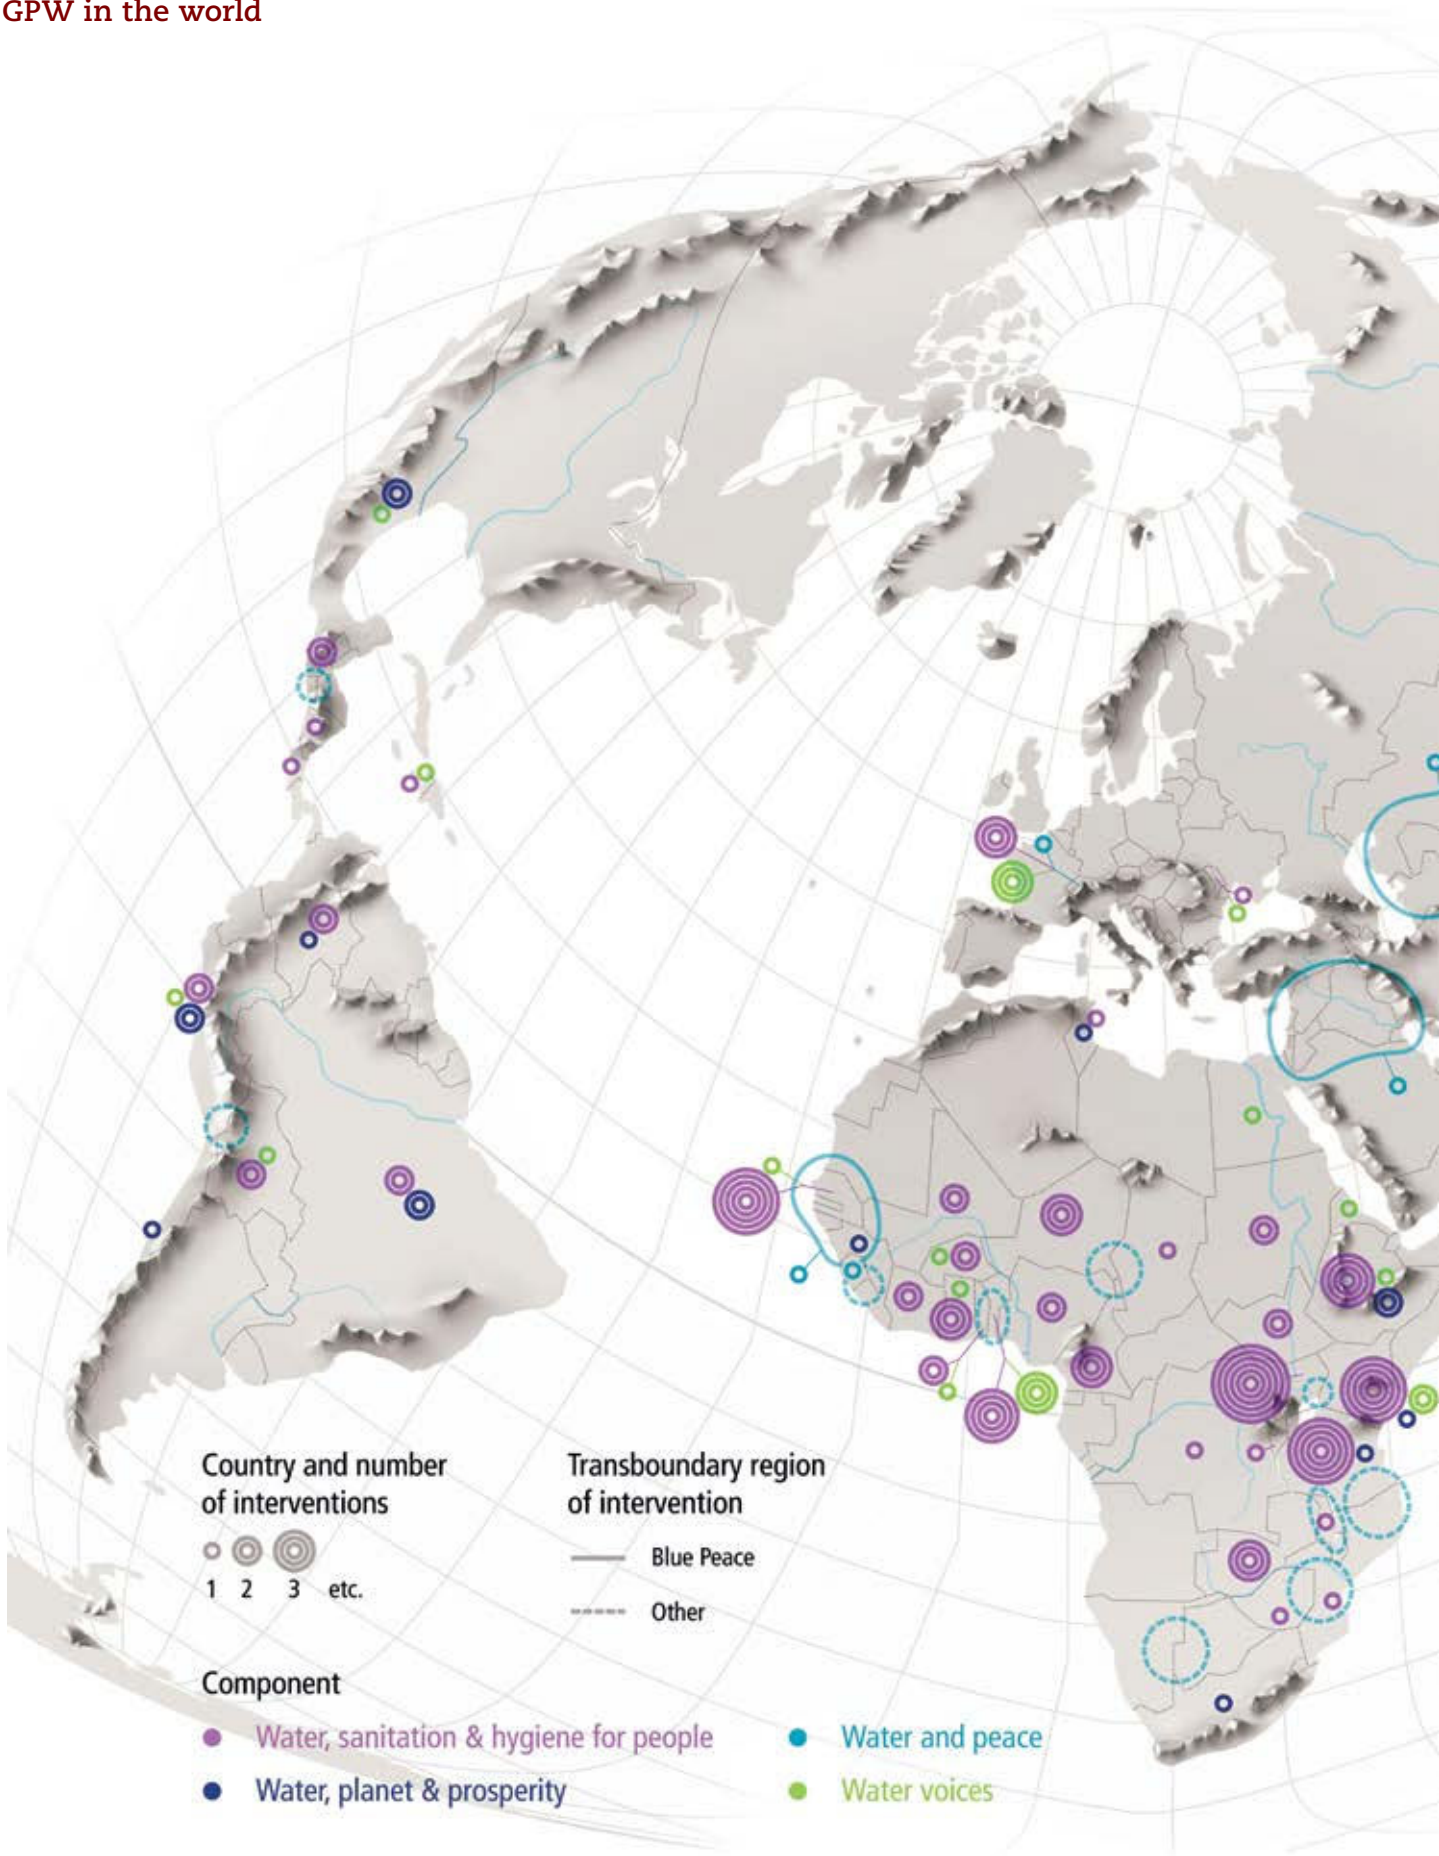 GPW in the world
Country and number
of interventions
1 2 3 etc.
Transboundary region
of intervention
Blue Peace
Other
Component
Water, sanitation & hygiene for people
Water, planet & prosperity
Water and peace
Water voices